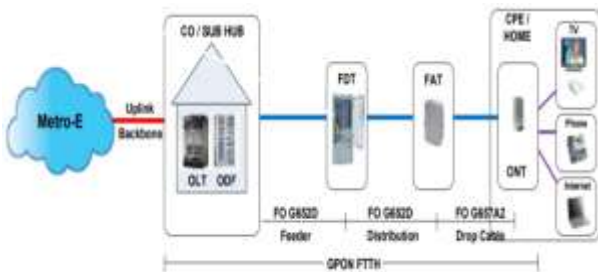 CO / SUB HUB
CPE /
HOME
TV
FDT
FAT
Uplink
Metro-E
Backbone
Phone
OLT ODF
ONT
Internet
FO G652D
FO G652D
FO G657A2
Feeder
Distribution
Drop Cable
GPON FTTH